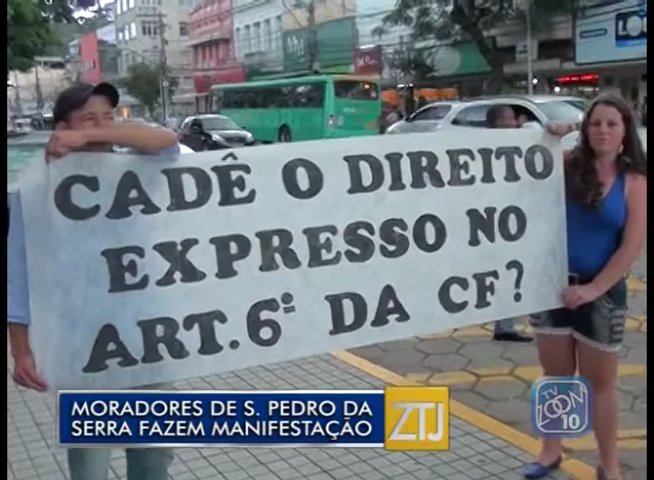 CADÊ O DIREITO
EXPRESSO NO
ART. 6º DA CF?
MORADORES DE S. PEDRO DA
SERRA FAZEM MANIFESTAÇÃO
ZTJ
TV
ZOOM
10